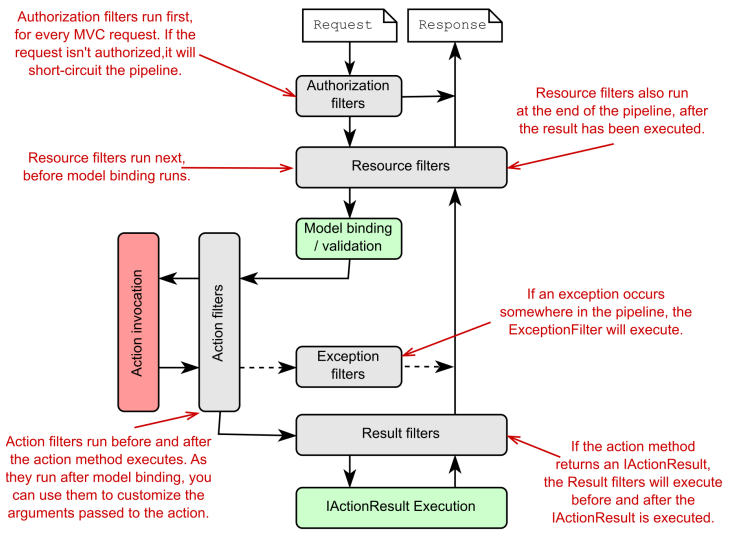 Authorization filters run first,
for every MVC request. If the
request isn't authorized,it will
short-circuit the pipeline.
Request
Response
Authorization
filters
Resource filters also run
at the end of the pipeline, after
the result has been executed.
Resource filters run next,
before model binding runs.
Resource filters
Model binding
/ validation
Action invocation
Action filters
If an exception occurs
somewhere in the pipeline, the
ExceptionFilter will execute.
Exception
filters
Action filters run before and after
the action method executes. As
they run after model binding, you
can use them to customize the
arguments passed to the action.
Result filters
If the action method
returns an IActionResult,
the Result filters will execute
before and after the
IActionResult is executed.
IActionResult Execution